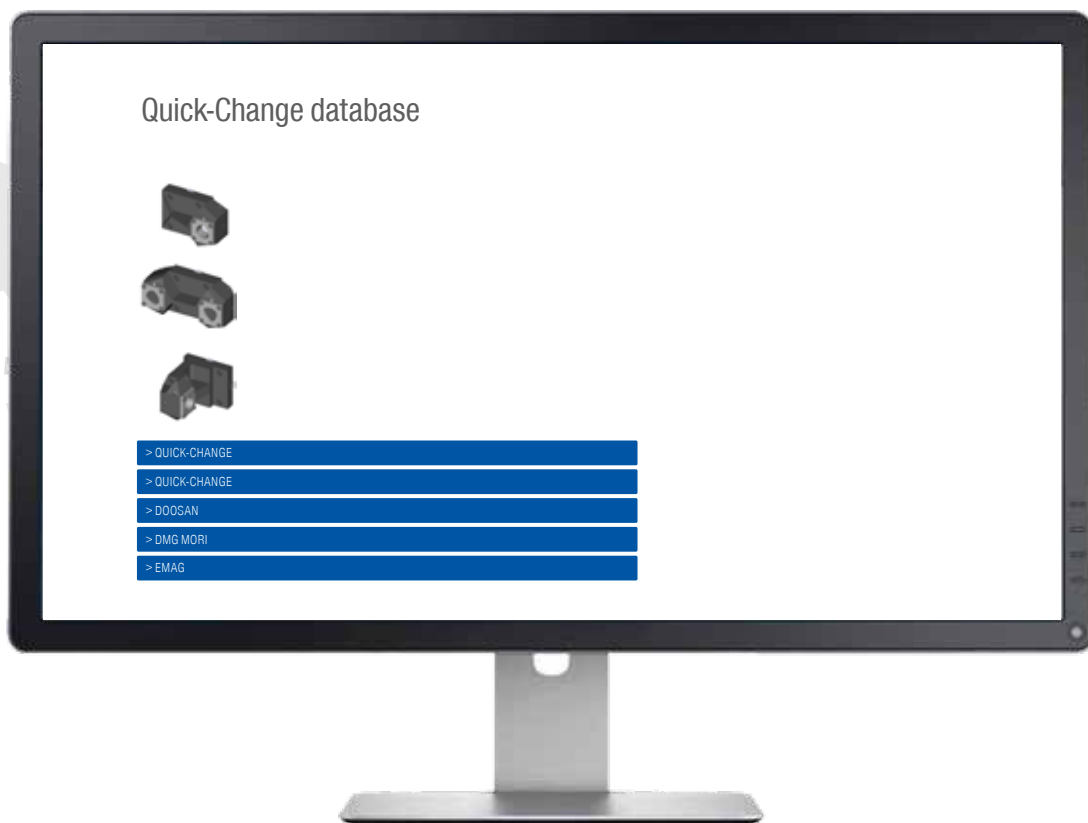 Quick-Change database
> QUICK-CHANGE
> QUICK-CHANGE
> DOOSAN
> DMG MORI
> EMAG